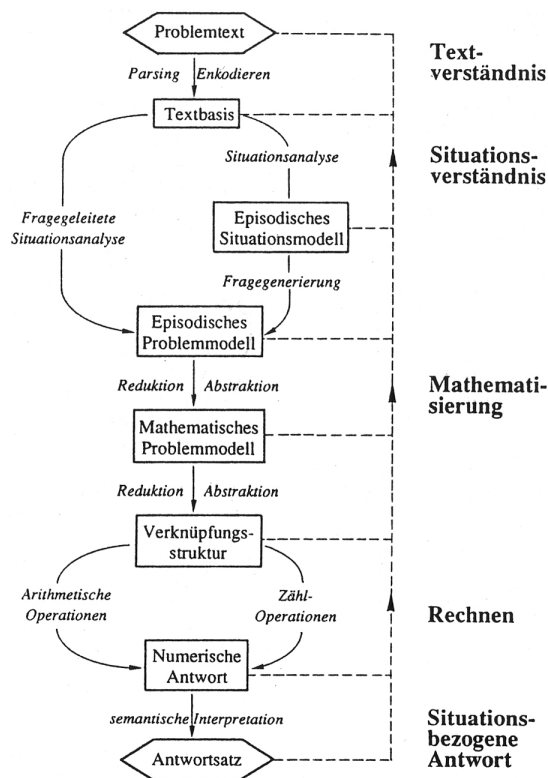 Problemtext
Text-
verständnis
Parsing Enkodieren
Textbasis
Situationsanalyse
Situations-
verständnis
Fragegeleitete
Situationsanalyse
Episodisches
Situationsmodell
Fragegenerierung
Episodisches
Problemmodell
Reduktion Abstraktion
Mathemati-
sierung
Mathematisches
Problemmodell
Reduktion Abstraktion
Verknüpfungs-
struktur
Arithmetische
Operationen
Zähl-
Operationen
Rechnen
Numerische
Antwort
semantische Interpretation
Situations-
bezogene
Antwort
Antwortsatz